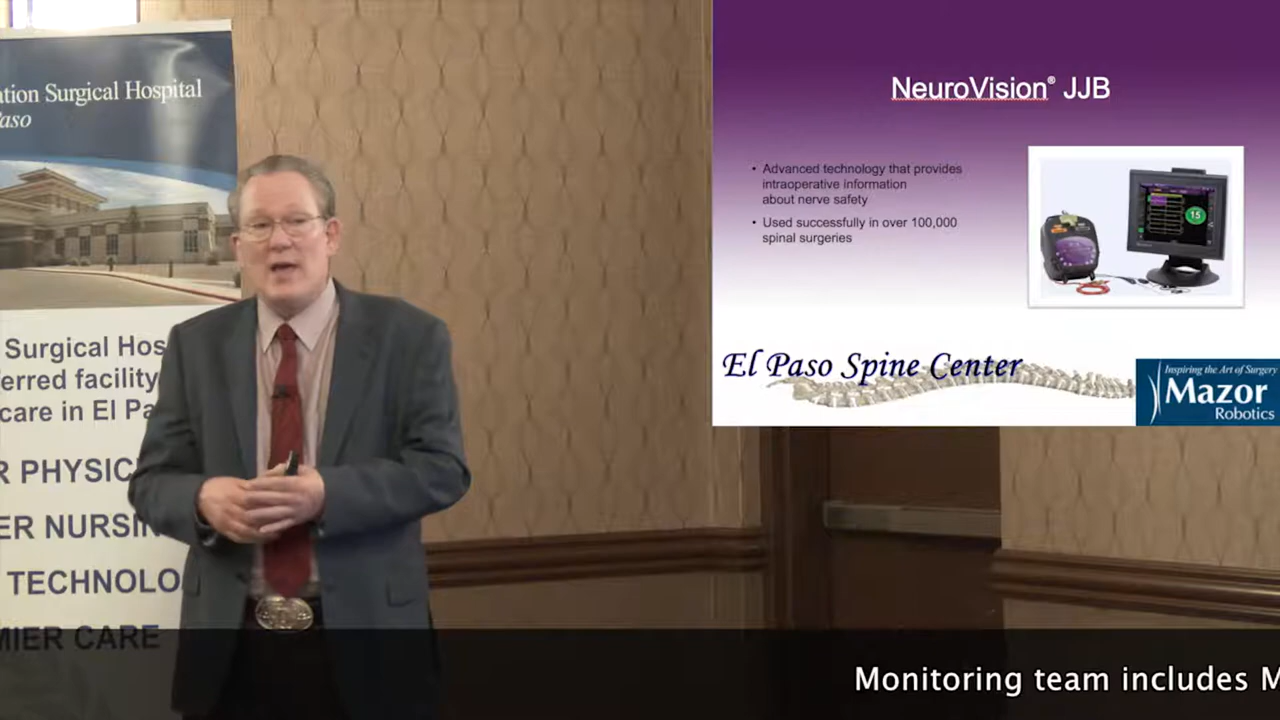 ation Surgical Hospital
Paso
Surgical Hos
erred facility
care in El Pa
R PHYSIC
ER NURSIN
TECHNOLO
MIER CARE
NeuroVision® JJB
• Advanced technology that provides
intraoperative information
about nerve safety
• Used successfully in over 100,000
spinal surgeries
15
El Paso Spine Center
Inspiring the Art of Surgery
Mazor
Robotics
Monitoring team includes M